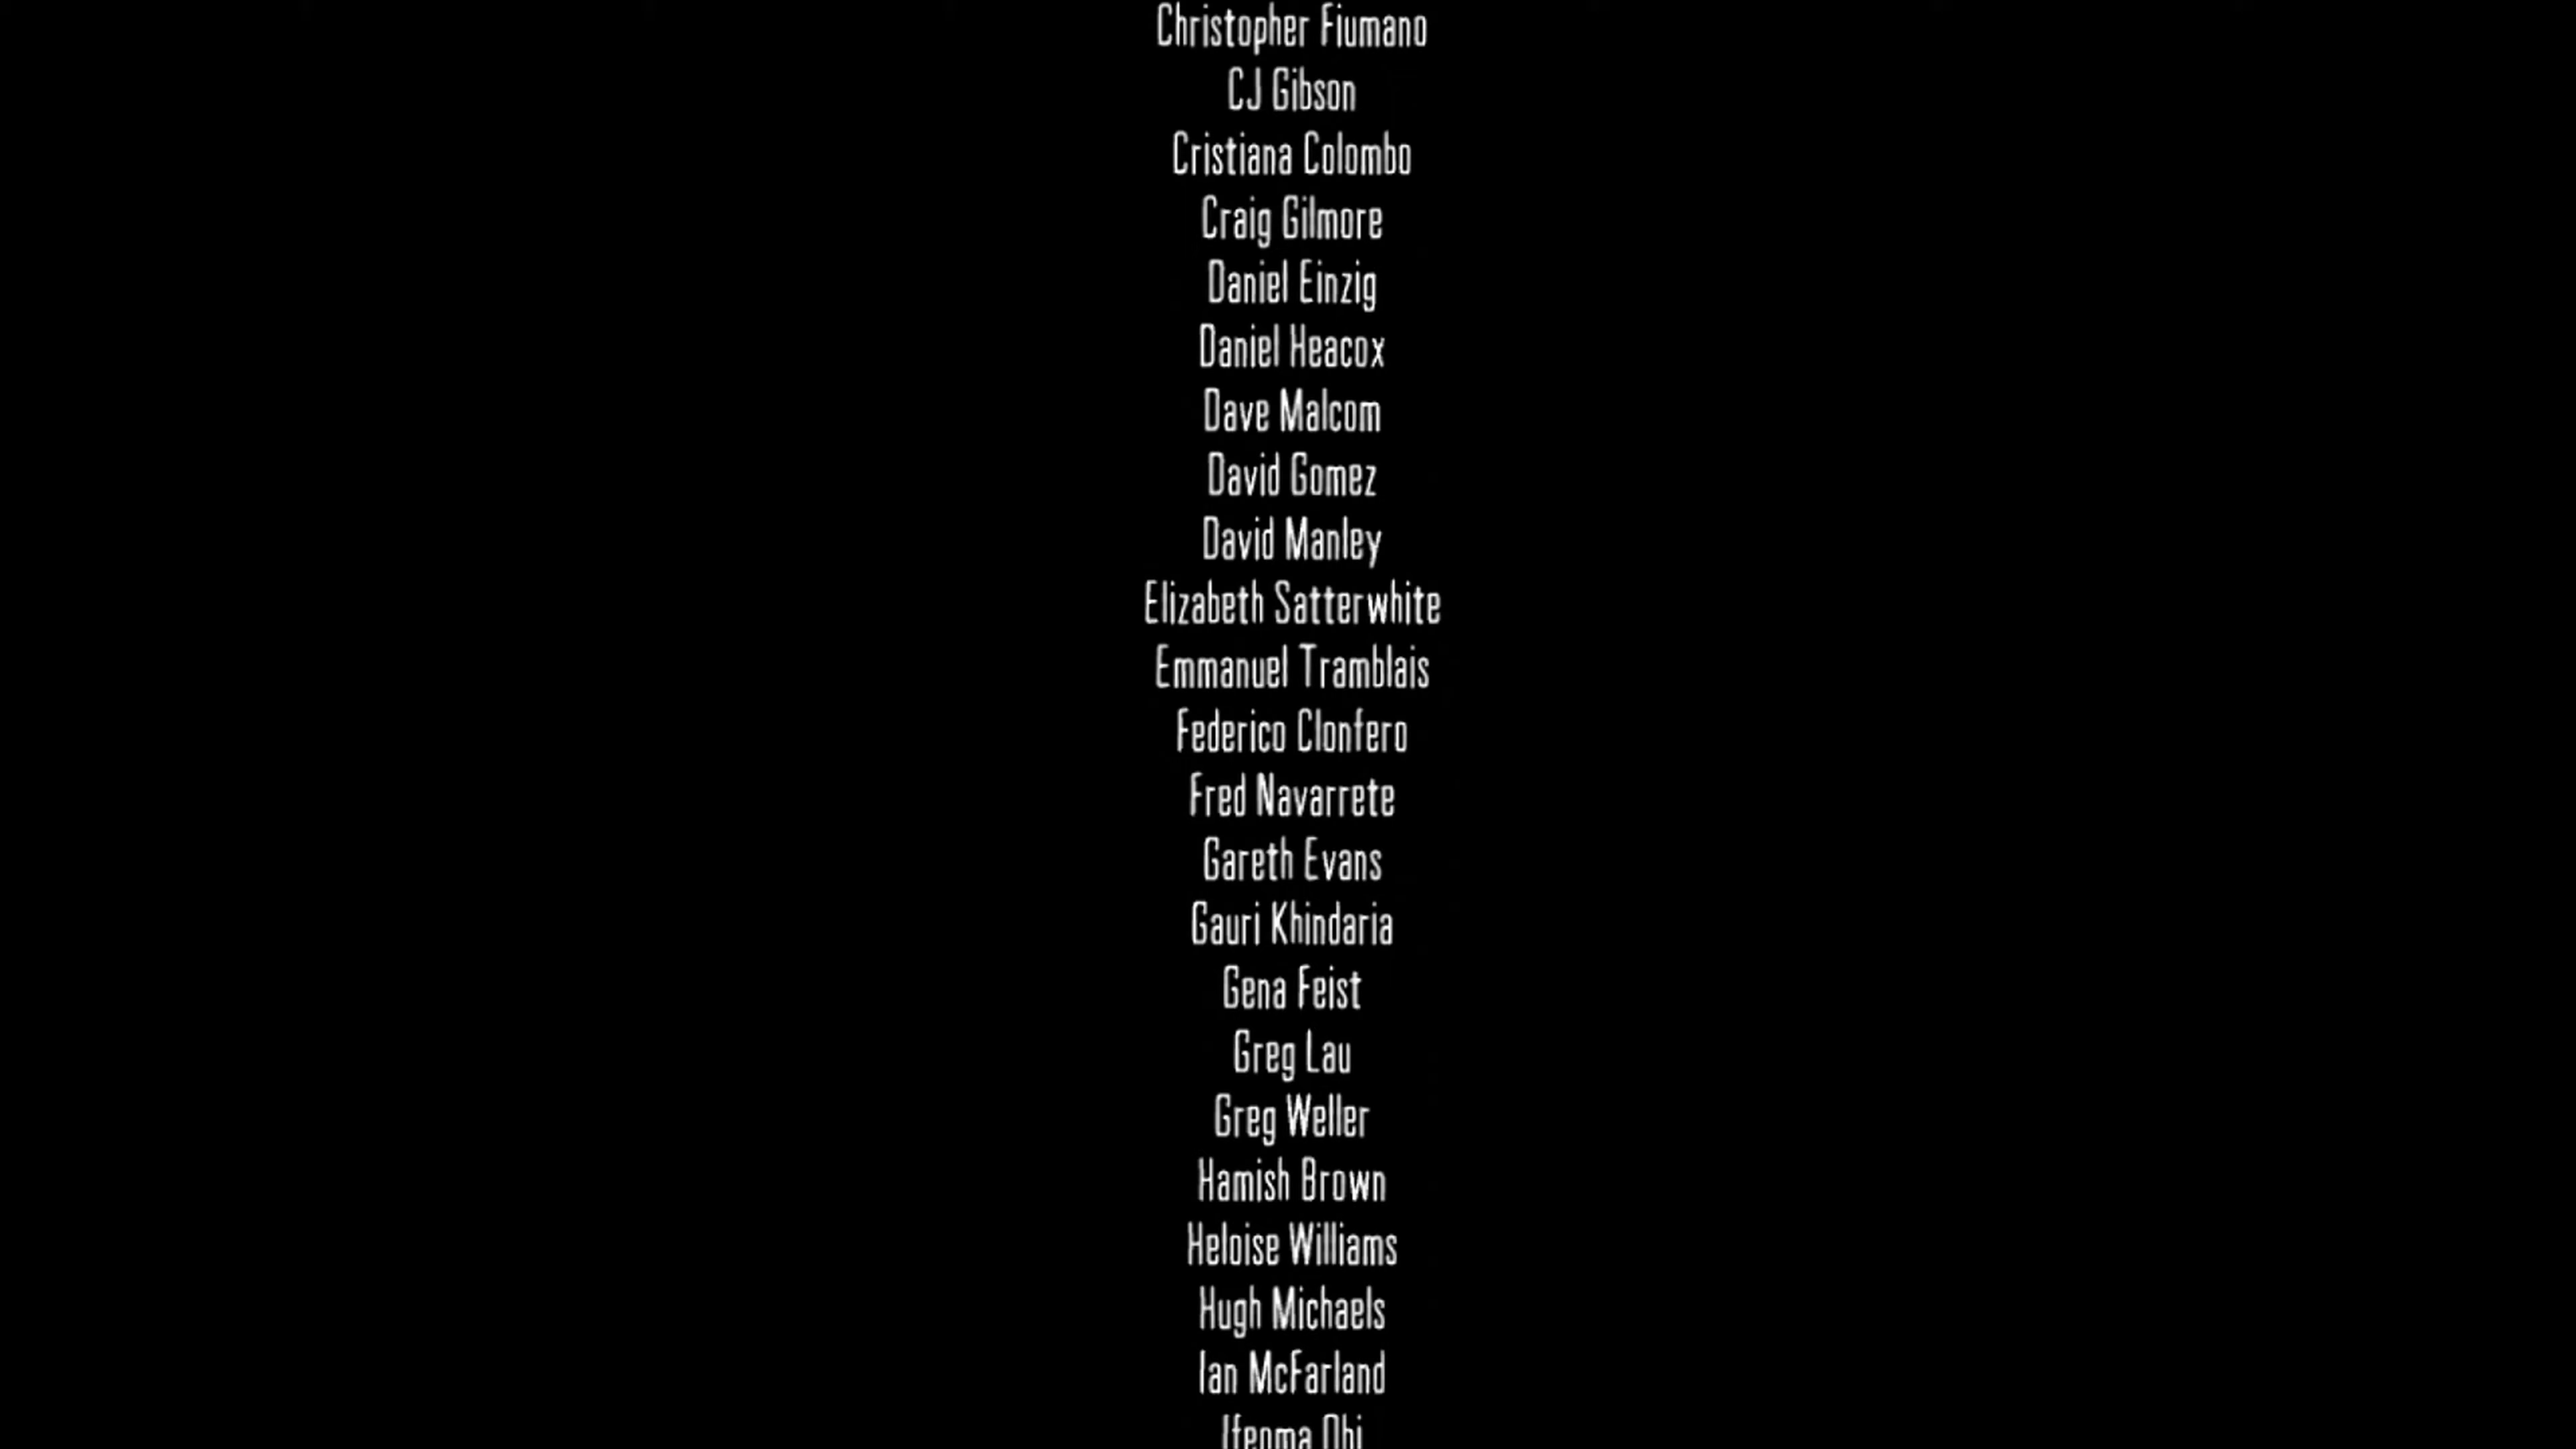 Christopher Fiumano
CJ Gibson
Cristiana Colombo
Craig Gilmore
Daniel Einzig
Daniel Heacox
Dave Malcom
David Gomez
David Manley
Elizabeth Satterwhite
Emmanuel Tramblais
Federico Clonfero
Fred Navarrete
Gareth Evans
Gauri Khindaria
Gena Feist
Greg Lau
Greg Weller
Hamish Brown
Heloise Williams
Hugh Michaels
Ian McFarland
Ifeoma Obi